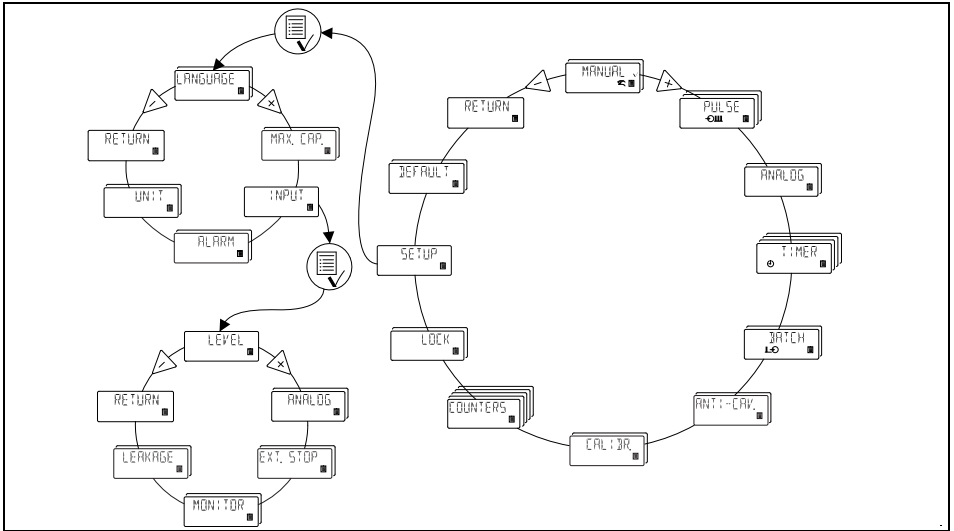 LANGUAGE
- +
RETURN
MAX. CAP.
UNIT
INPUT
ALARM
LEVEL
- +
RETURN
ANALOG
LEAKAGE
EXT. STOP
MONITOR
MANUAL
- +
RETURN
PULSE
DEFAULT
ANALOG
SETUP
TIMER
LOCK
BATCH
COUNTERS
ANTI-CAV.
CALIBR.